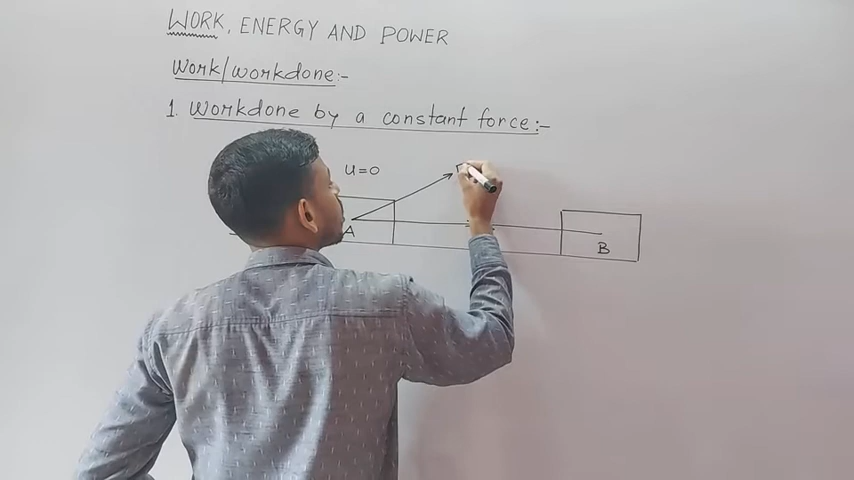 WORK, ENERGY AND POWER
Work/workdone:-
1. Workdone by a constant force:-
u=0
A
B